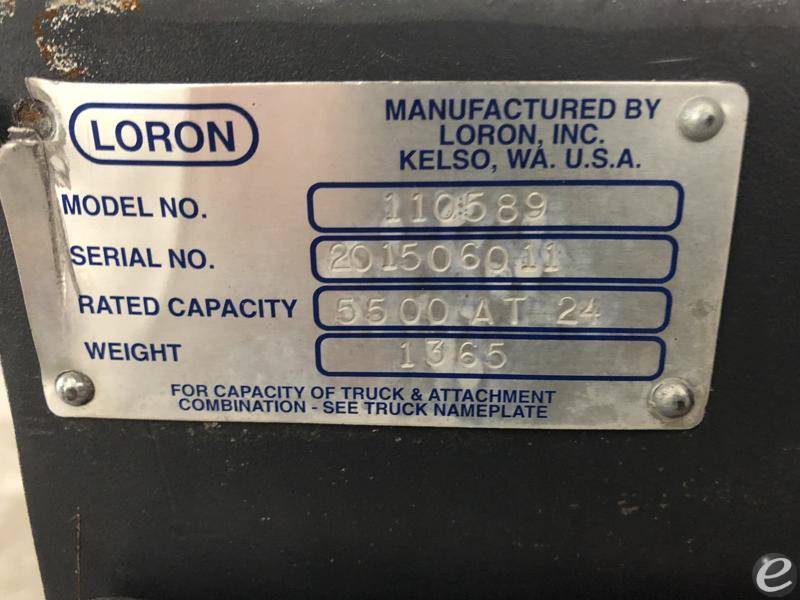 LORON
MANUFACTURED BY
LORON, INC.
KELSO, WA. U.S.A.
MODEL NO. 110589
SERIAL NO. 201506011
RATED CAPACITY 5500 AT 24
WEIGHT 1365
FOR CAPACITY OF TRUCK & ATTACHMENT
COMBINATION - SEE TRUCK NAMEPLATE
e